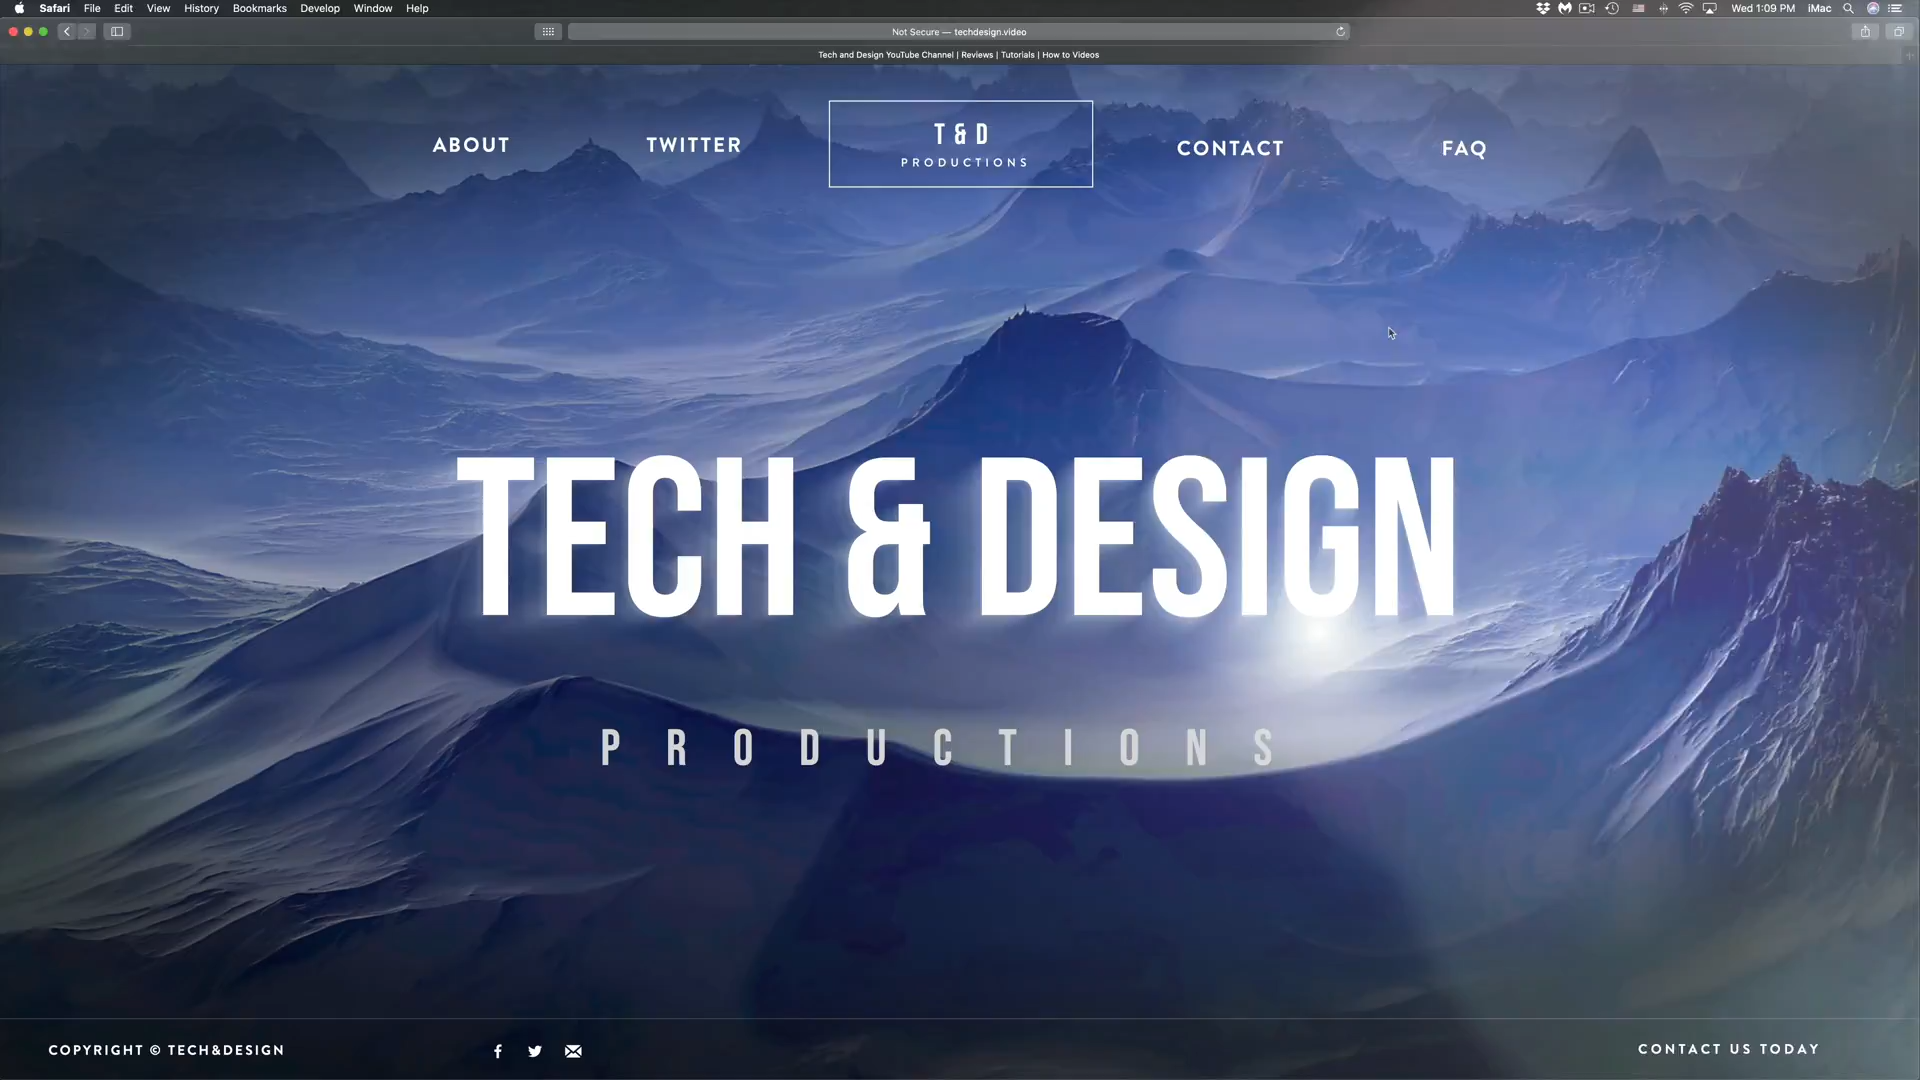 Safari File Edit View History Bookmarks Develop Window Help
Wed 1:09 PM iMac
Not Secure — techdesign.video
Tech and Design YouTube Channel | Reviews | Tutorials | How to Videos
ABOUT
TWITTER
T & D
PRODUCTIONS
CONTACT
FAQ
TECH & DESIGN
PRODUCTIONS
COPYRIGHT © TECH&DESIGN
CONTACT US TODAY